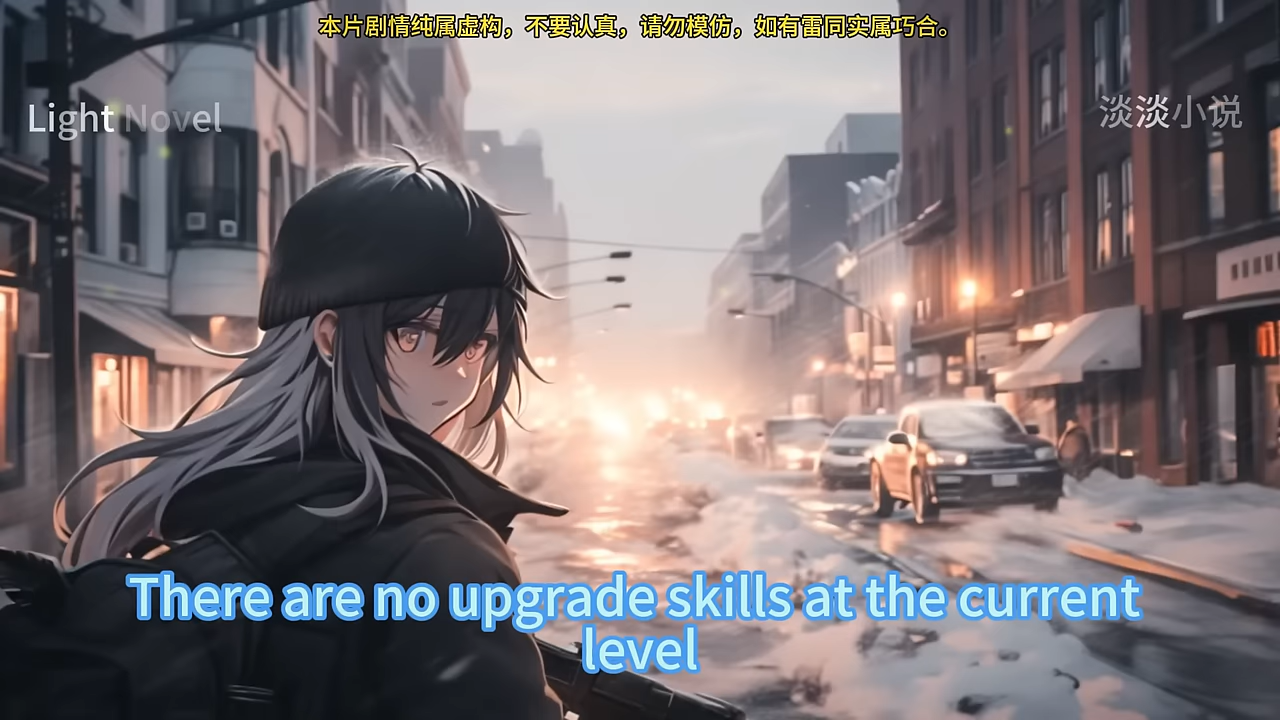 本片剧情纯属虚构，不要认真，请勿模仿，如有雷同实属巧合。
Light Novel
淡淡小说
There are no upgrade skills at the current
level